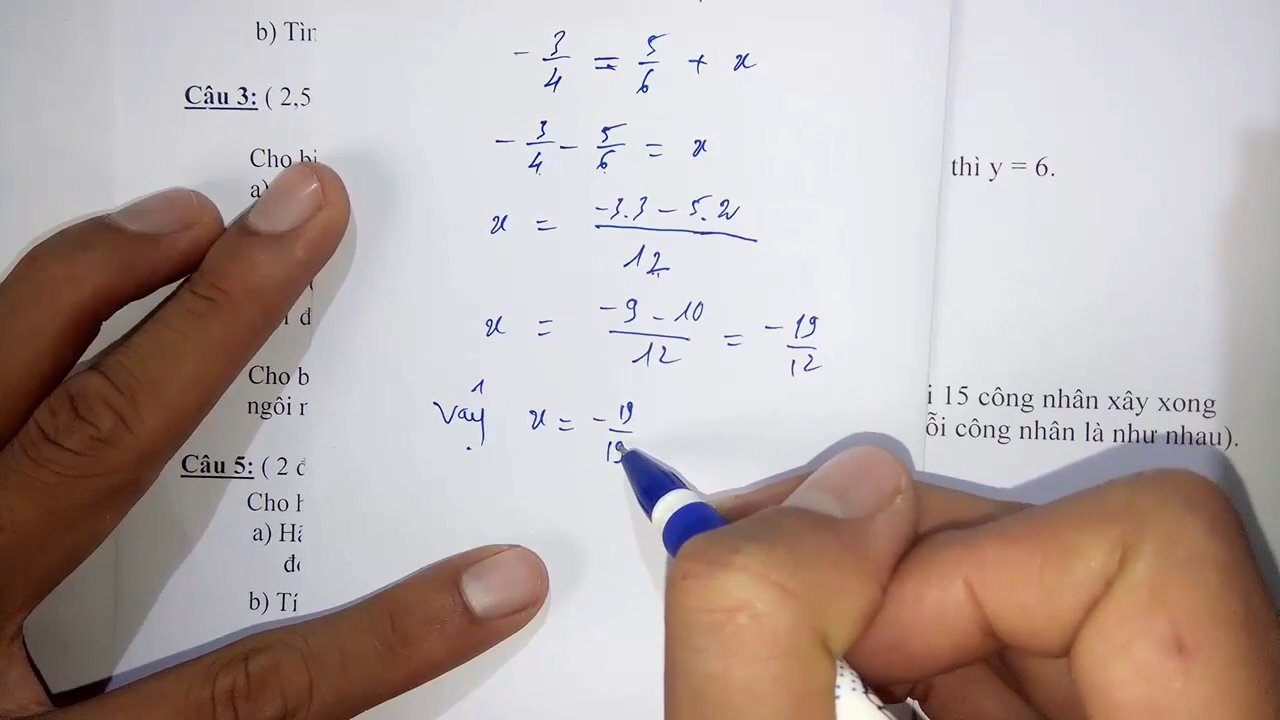 b) Tìn
Câu 3: ( 2,5
Cho bi
a)
Cho b
ngôi r
Câu 5: ( 2 đ
Cho h
a) Hã
b) Tí
-3/4 = 5/6 + x
-3/4 - 5/6 = x
x = (-3.3 - 5.2)/12
x = (-9 - 10)/12 = -19/12
Vậy x = -19/
thì y = 6.
i 15 công nhân xây xong
ỗi công nhân là như nhau).